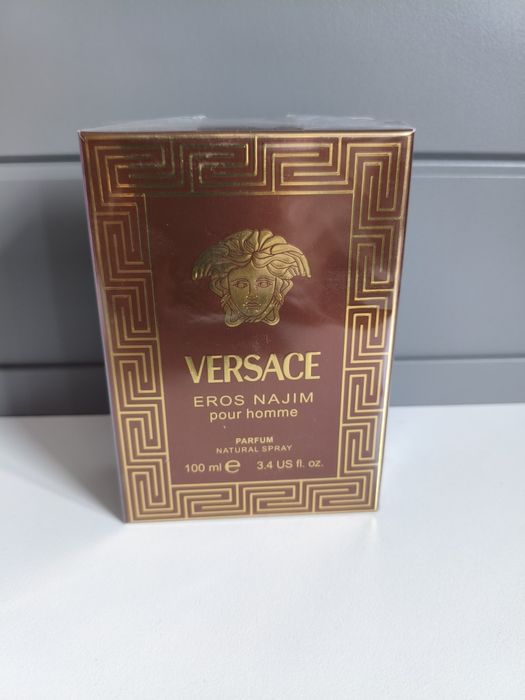 VERSACE
EROS NAJIM
pour homme
PARFUM
NATURAL SPRAY
100 ml ℮ 3.4 US fl. oz.